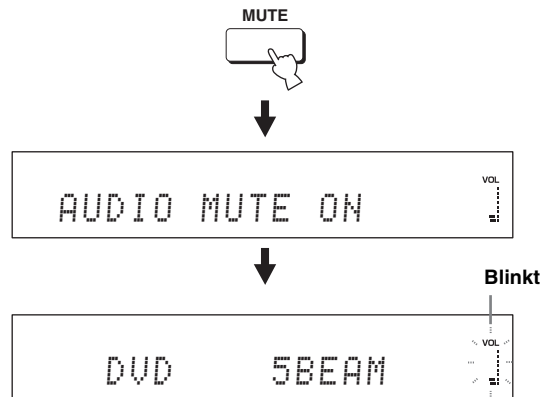 MUTE
VOL
AUDIO MUTE ON
Blinkt
VOL
DVD 5BEAM